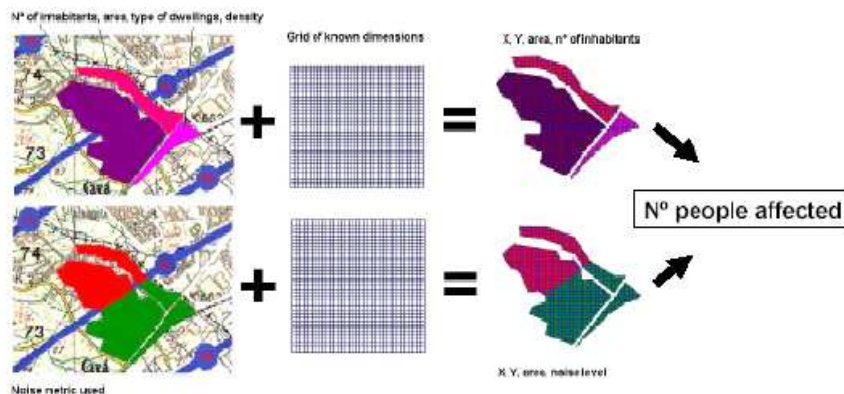 Nº of inhabitants, area, type of dwellings, density
Grid of known dimensions
X, Y, area, nº of inhabitants
74
73
Nº people affected
74
73
X, Y, area, noise level
Noise metric used